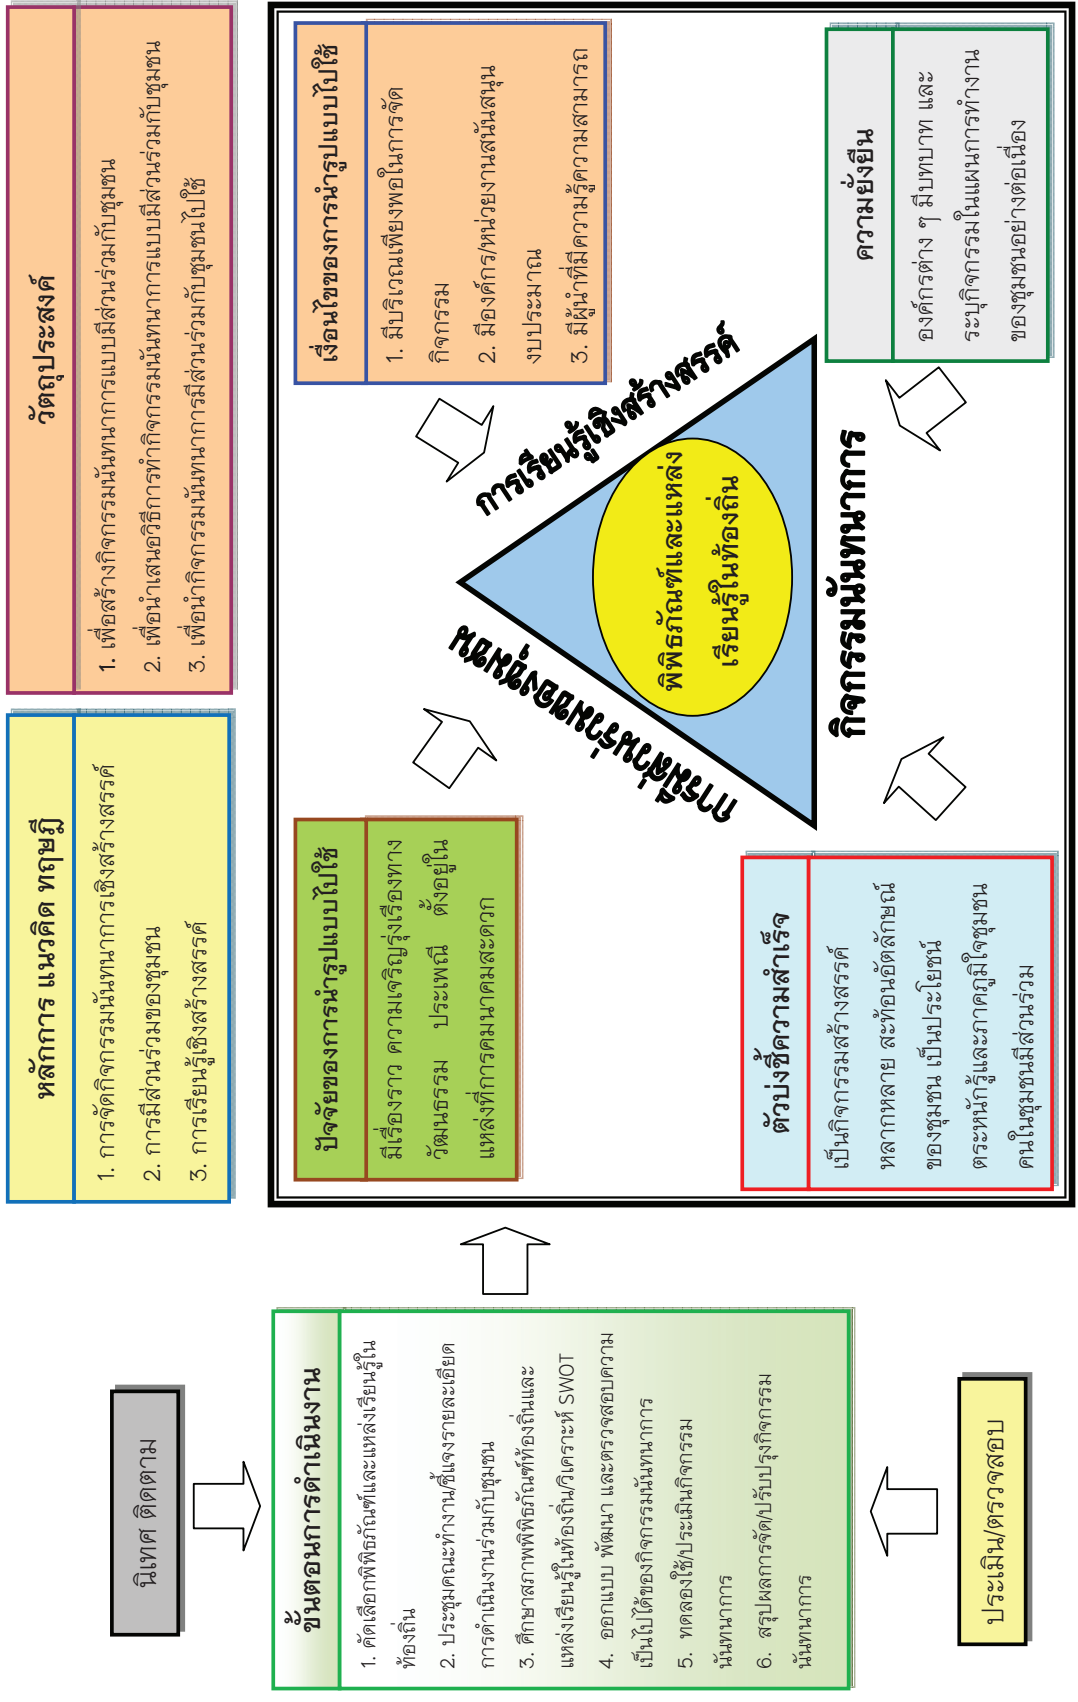 หลักการ แนวคิด ทฤษฎี
1. การจัดกิจกรรมนันทนาการเชิงสร้างสรรค์
2. การมีส่วนร่วมของชุมชน
3. การเรียนรู้เชิงสร้างสรรค์
วัตถุประสงค์
1. เพื่อสร้างกิจกรรมนันทนาการแบบมีส่วนร่วมกับชุมชน
2. เพื่อนำเสนอวิธีการทำกิจกรรมนันทนาการแบบมีส่วนร่วมกับชุมชน
3. เพื่อนำกิจกรรมนันทนาการมีส่วนร่วมกับชุมชนไปใช้
นิเทศ ติดตาม
ขั้นตอนการดำเนินงาน
1. คัดเลือกพิพิธภัณฑ์และแหล่งเรียนรู้ใน
ท้องถิ่น
2. ประชุมคณะทำงาน/ชี้แจงรายละเอียด
การดำเนินงานร่วมกับชุมชน
3. ศึกษาสภาพพิพิธภัณฑ์ท้องถิ่นและ
แหล่งเรียนรู้ในท้องถิ่น/วิเคราะห์ SWOT
4. ออกแบบ พัฒนา และตรวจสอบความ
เป็นไปได้ของกิจกรรมนันทนาการ
5. ทดลองใช้/ประเมินกิจกรรม
นันทนาการ
6. สรุปผลการจัด/ปรับปรุงกิจกรรม
นันทนาการ
ประเมิน/ตรวจสอบ
ปัจจัยของการนำรูปแบบไปใช้
มีเรื่องราว ความเจริญรุ่งเรืองทาง
วัฒนธรรม ประเพณี ตั้งอยู่ใน
แหล่งที่การคมนาคมสะดวก
เงื่อนไขของการนำรูปแบบไปใช้
1. มีบริเวณเพียงพอในการจัด
กิจกรรม
2. มีองค์กร/หน่วยงานสนันสนุน
งบประมาณ
3. มีผู้นำที่มีความรู้ความสามารถ
การมีส่วนร่วมของชุมชน
การเรียนรู้เชิงสร้างสรรค์
พิพิธภัณฑ์และแหล่ง
เรียนรู้ในท้องถิ่น
กิจกรรมนันทนาการ
ตัวบ่งชี้ความสำเร็จ
เป็นกิจกรรมสร้างสรรค์
หลากหลาย สะท้อนอัตลักษณ์
ของชุมชน เป็นประโยชน์
ตระหนักรู้และภาคภูมิใจชุมชน
คนในชุมชนมีส่วนร่วม
ความยั่งยืน
องค์กรต่าง ๆ มีบทบาท และ
ระบุกิจกรรมในแผนการทำงาน
ของชุมชนอย่างต่อเนื่อง